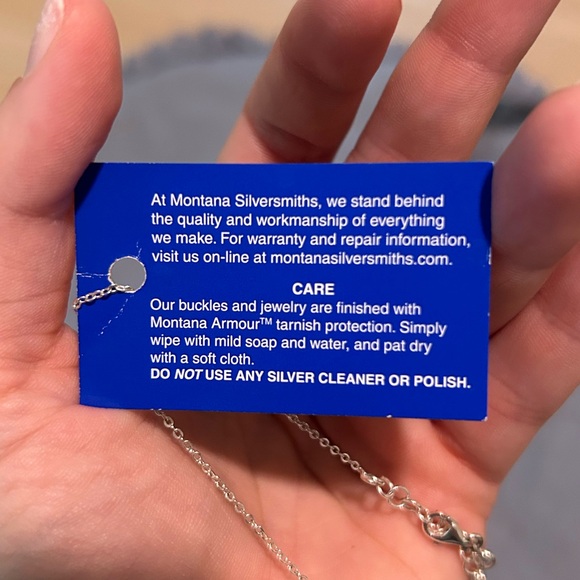 At Montana Silversmiths, we stand behind
the quality and workmanship of everything
we make. For warranty and repair information,
visit us on-line at montanasilversmiths.com.
CARE
Our buckles and jewelry are finished with
Montana Armour™ tarnish protection. Simply
wipe with mild soap and water, and pat dry
with a soft cloth.
DO NOT USE ANY SILVER CLEANER OR POLISH.